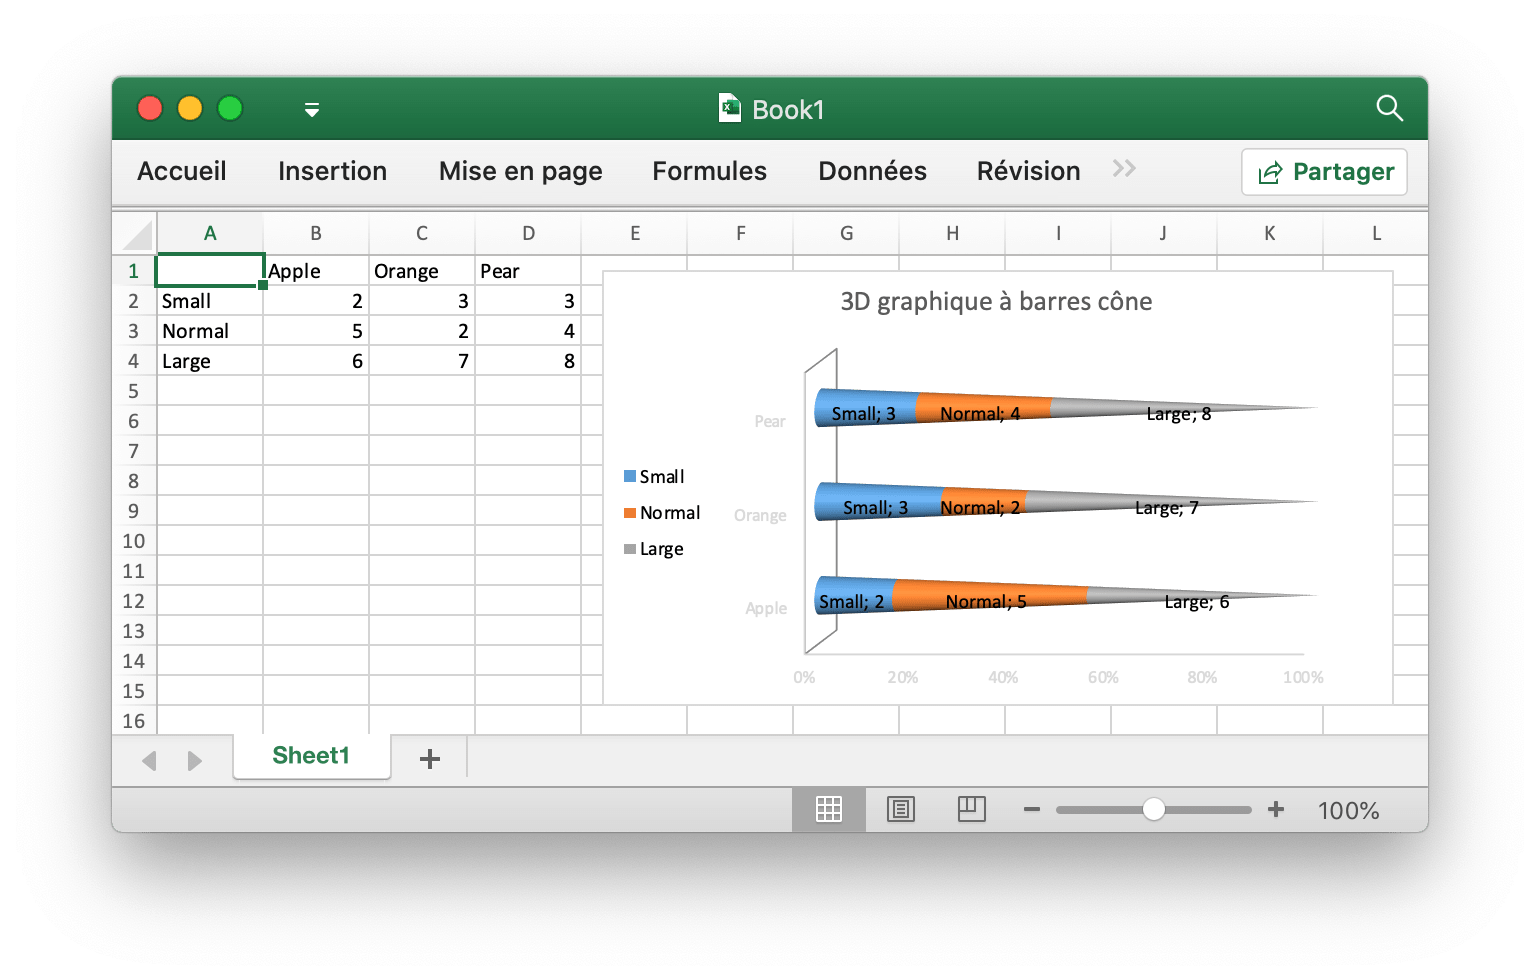 Book1
Accueil Insertion Mise en page Formules Données Révision Partager
A B C D E F G H I J K L
1 Apple Orange Pear
2 Small 2 3 3
3 Normal 5 2 4
4 Large 6 7 8
5
6
7
8
9
10
11
12
13
14
15
16
3D graphique à barres cône
Small
Normal
Large
Pear Small; 3 Normal; 4 Large; 8
Orange Small; 3 Normal; 2 Large; 7
Apple Small; 2 Normal; 5 Large; 6
0% 20% 40% 60% 80% 100%
Sheet1
100%